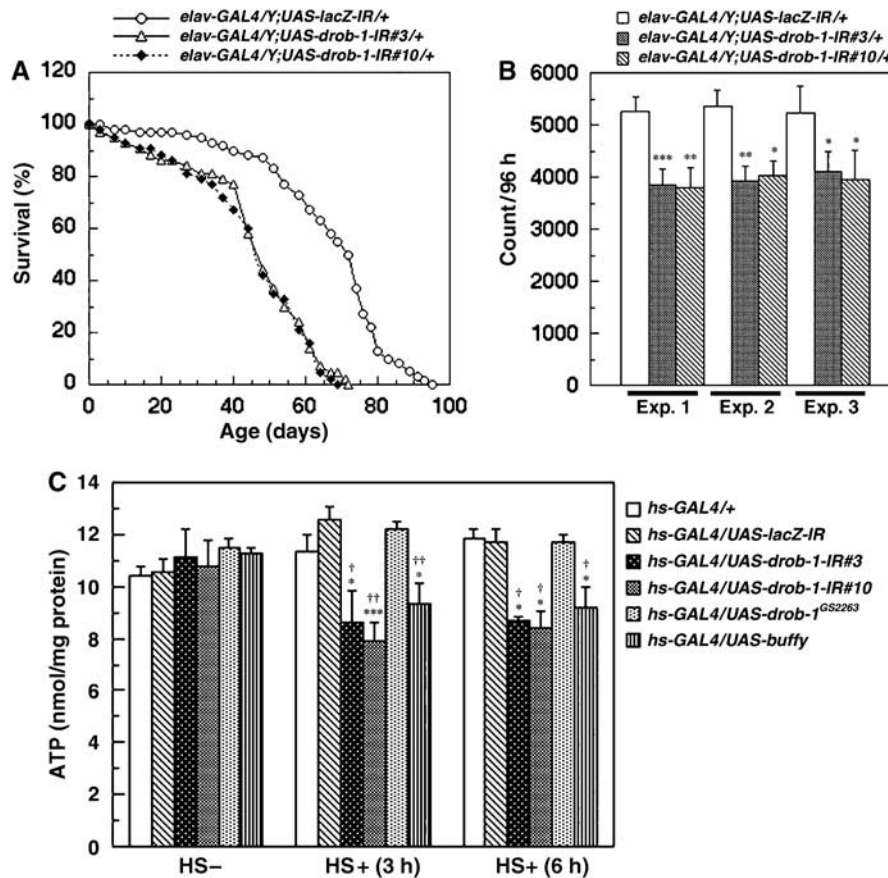 elav-GAL4/Y;UAS-lacZ-IR/+
elav-GAL4/Y;UAS-drob-1-IR#3/+
elav-GAL4/Y;UAS-drob-1-IR#10/+
A
120
100
80
60
40
20
0
Survival (%)
0 20 40 60 80 100
Age (days)
elav-GAL4/Y;UAS-lacZ-IR/+
elav-GAL4/Y;UAS-drob-1-IR#3/+
elav-GAL4/Y;UAS-drob-1-IR#10/+
B
6000
5000
4000
3000
2000
1000
0
Count/96 h
*** ** ** * * *
Exp. 1 Exp. 2 Exp. 3
C
14
12
10
8
6
4
2
0
ATP (nmol/mg protein)
† †† †† † † †
* *** * * * *
HS− HS+ (3 h) HS+ (6 h)
hs-GAL4/+
hs-GAL4/UAS-lacZ-IR
hs-GAL4/UAS-drob-1-IR#3
hs-GAL4/UAS-drob-1-IR#10
hs-GAL4/UAS-drob-1GS2263
hs-GAL4/UAS-buffy